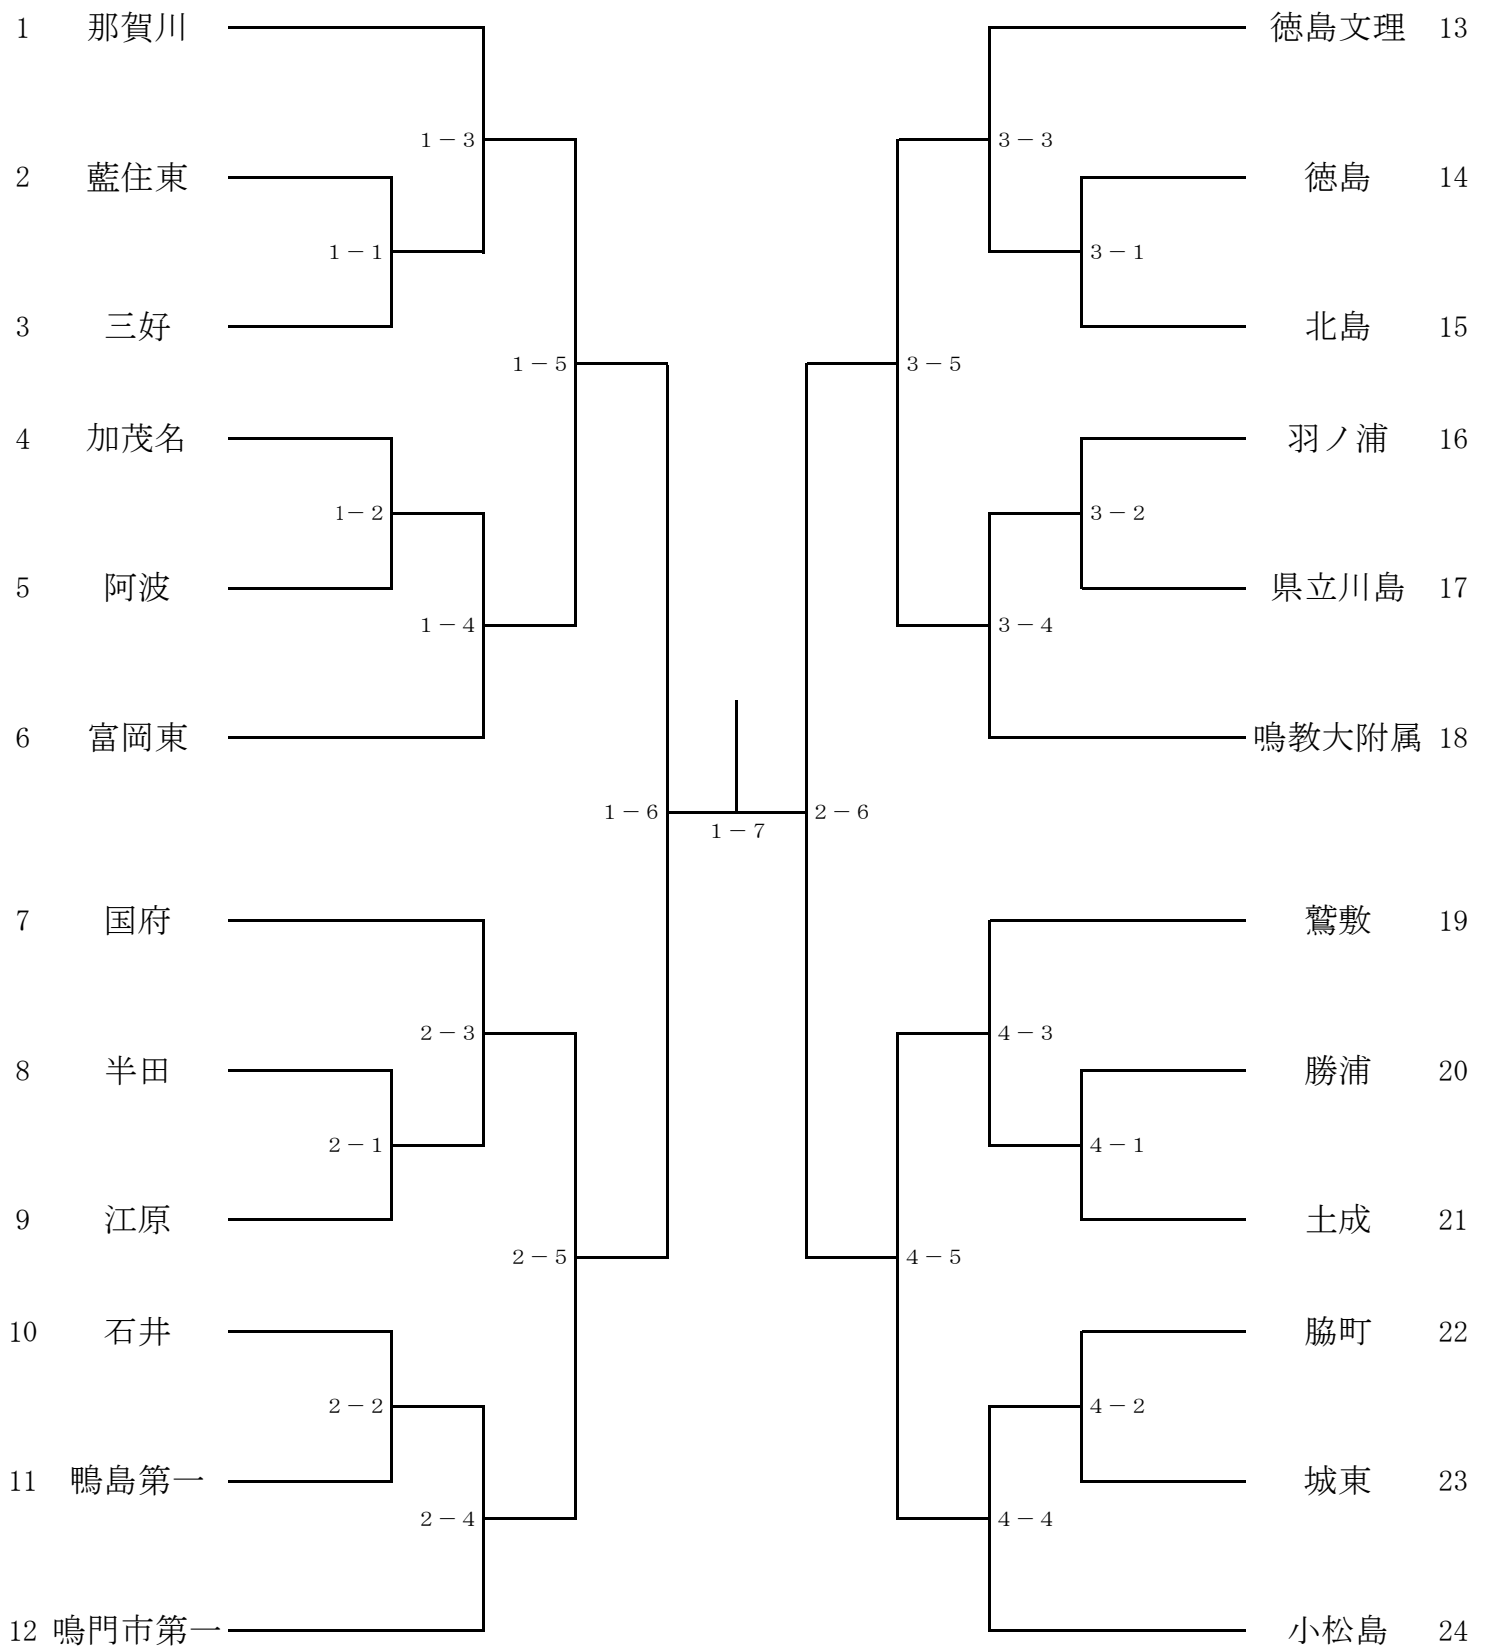 1 那賀川
1－3
2 藍住東
1－1
3 三好
1－5
4 加茂名
1－2
5 阿波
1－4
6 富岡東
1－6
7 国府
2－3
8 半田
2－1
9 江原
2－5
10 石井
2－2
11 鴨島第一
2－4
12 鳴門市第一
1－7
徳島文理 13
3－3
徳島 14
3－1
北島 15
3－5
羽ノ浦 16
3－2
県立川島 17
3－4
鳴教大附属 18
2－6
鷲敷 19
4－3
勝浦 20
4－1
土成 21
4－5
脇町 22
4－2
城東 23
4－4
小松島 24